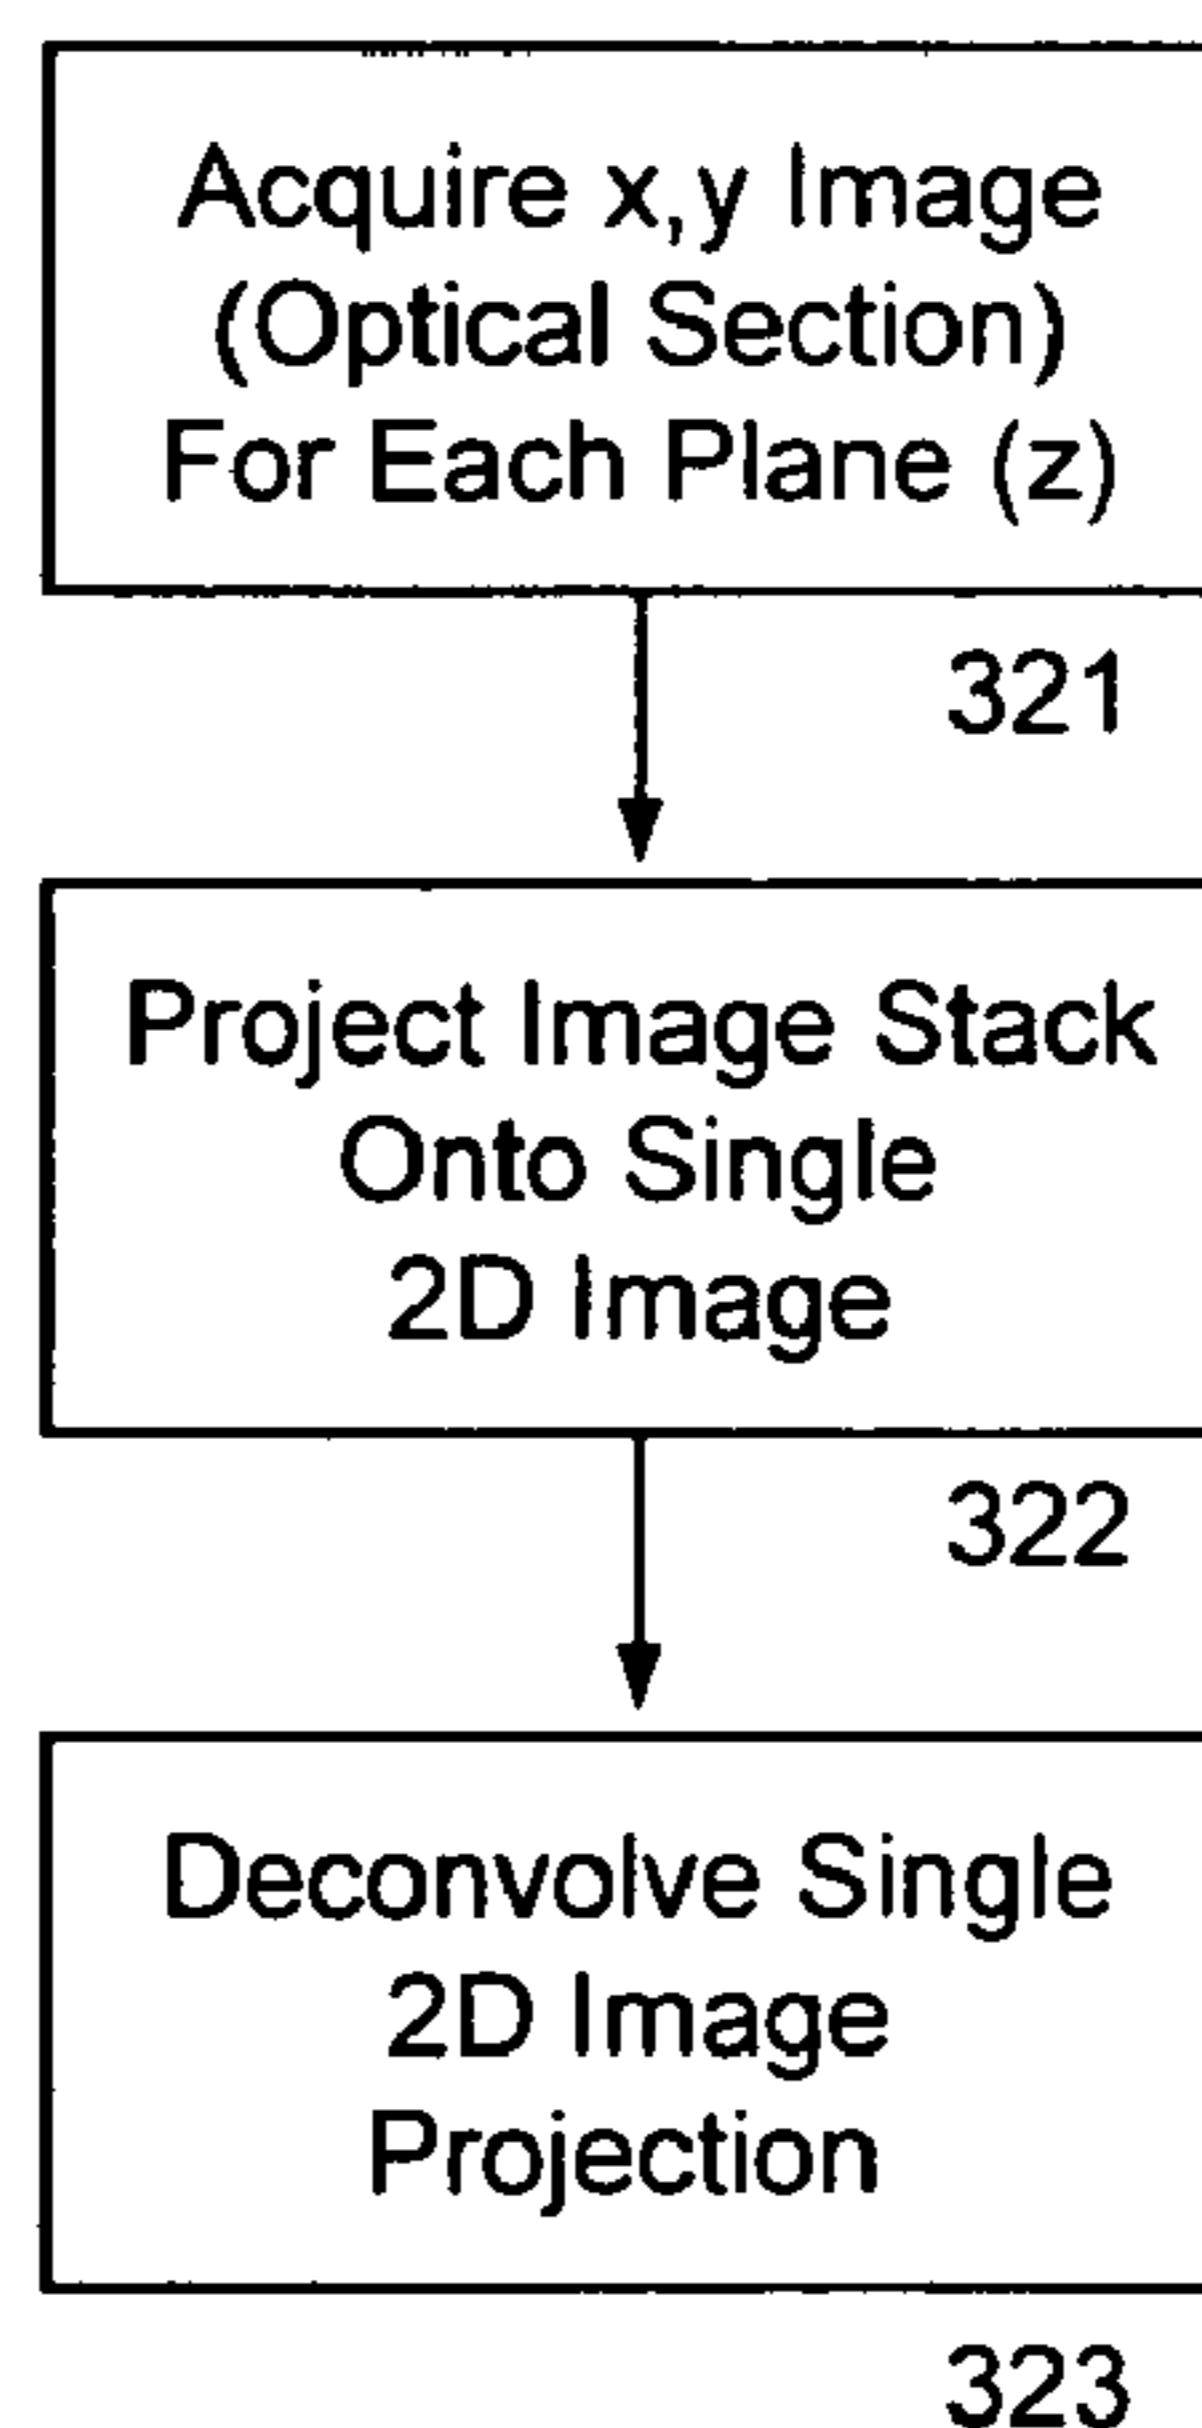 Acquire x,y Image
(Optical Section)
For Each Plane (z)
321
Project Image Stack
Onto Single
2D Image
322
Deconvolve Single
2D Image
Projection
323